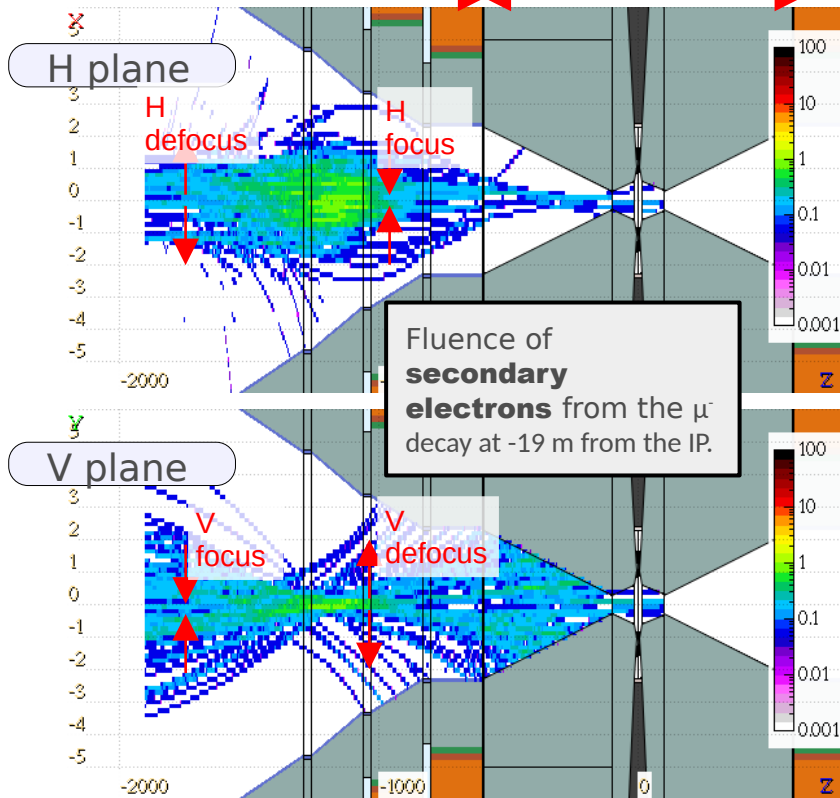 X
5
H plane
3
2
1
0
-1
-2
-3
-4
-5
H
defocus
H
focus
100
10
1
0.1
0.01
0.001
-2000
Z
Fluence of
secondary
electrons from the μ-
decay at -19 m from the IP.
Y
V plane
3
2
1
0
-1
-2
-3
-4
-5
V
focus
V
defocus
100
10
1
0.1
0.01
0.001
-2000
-1000
0
Z